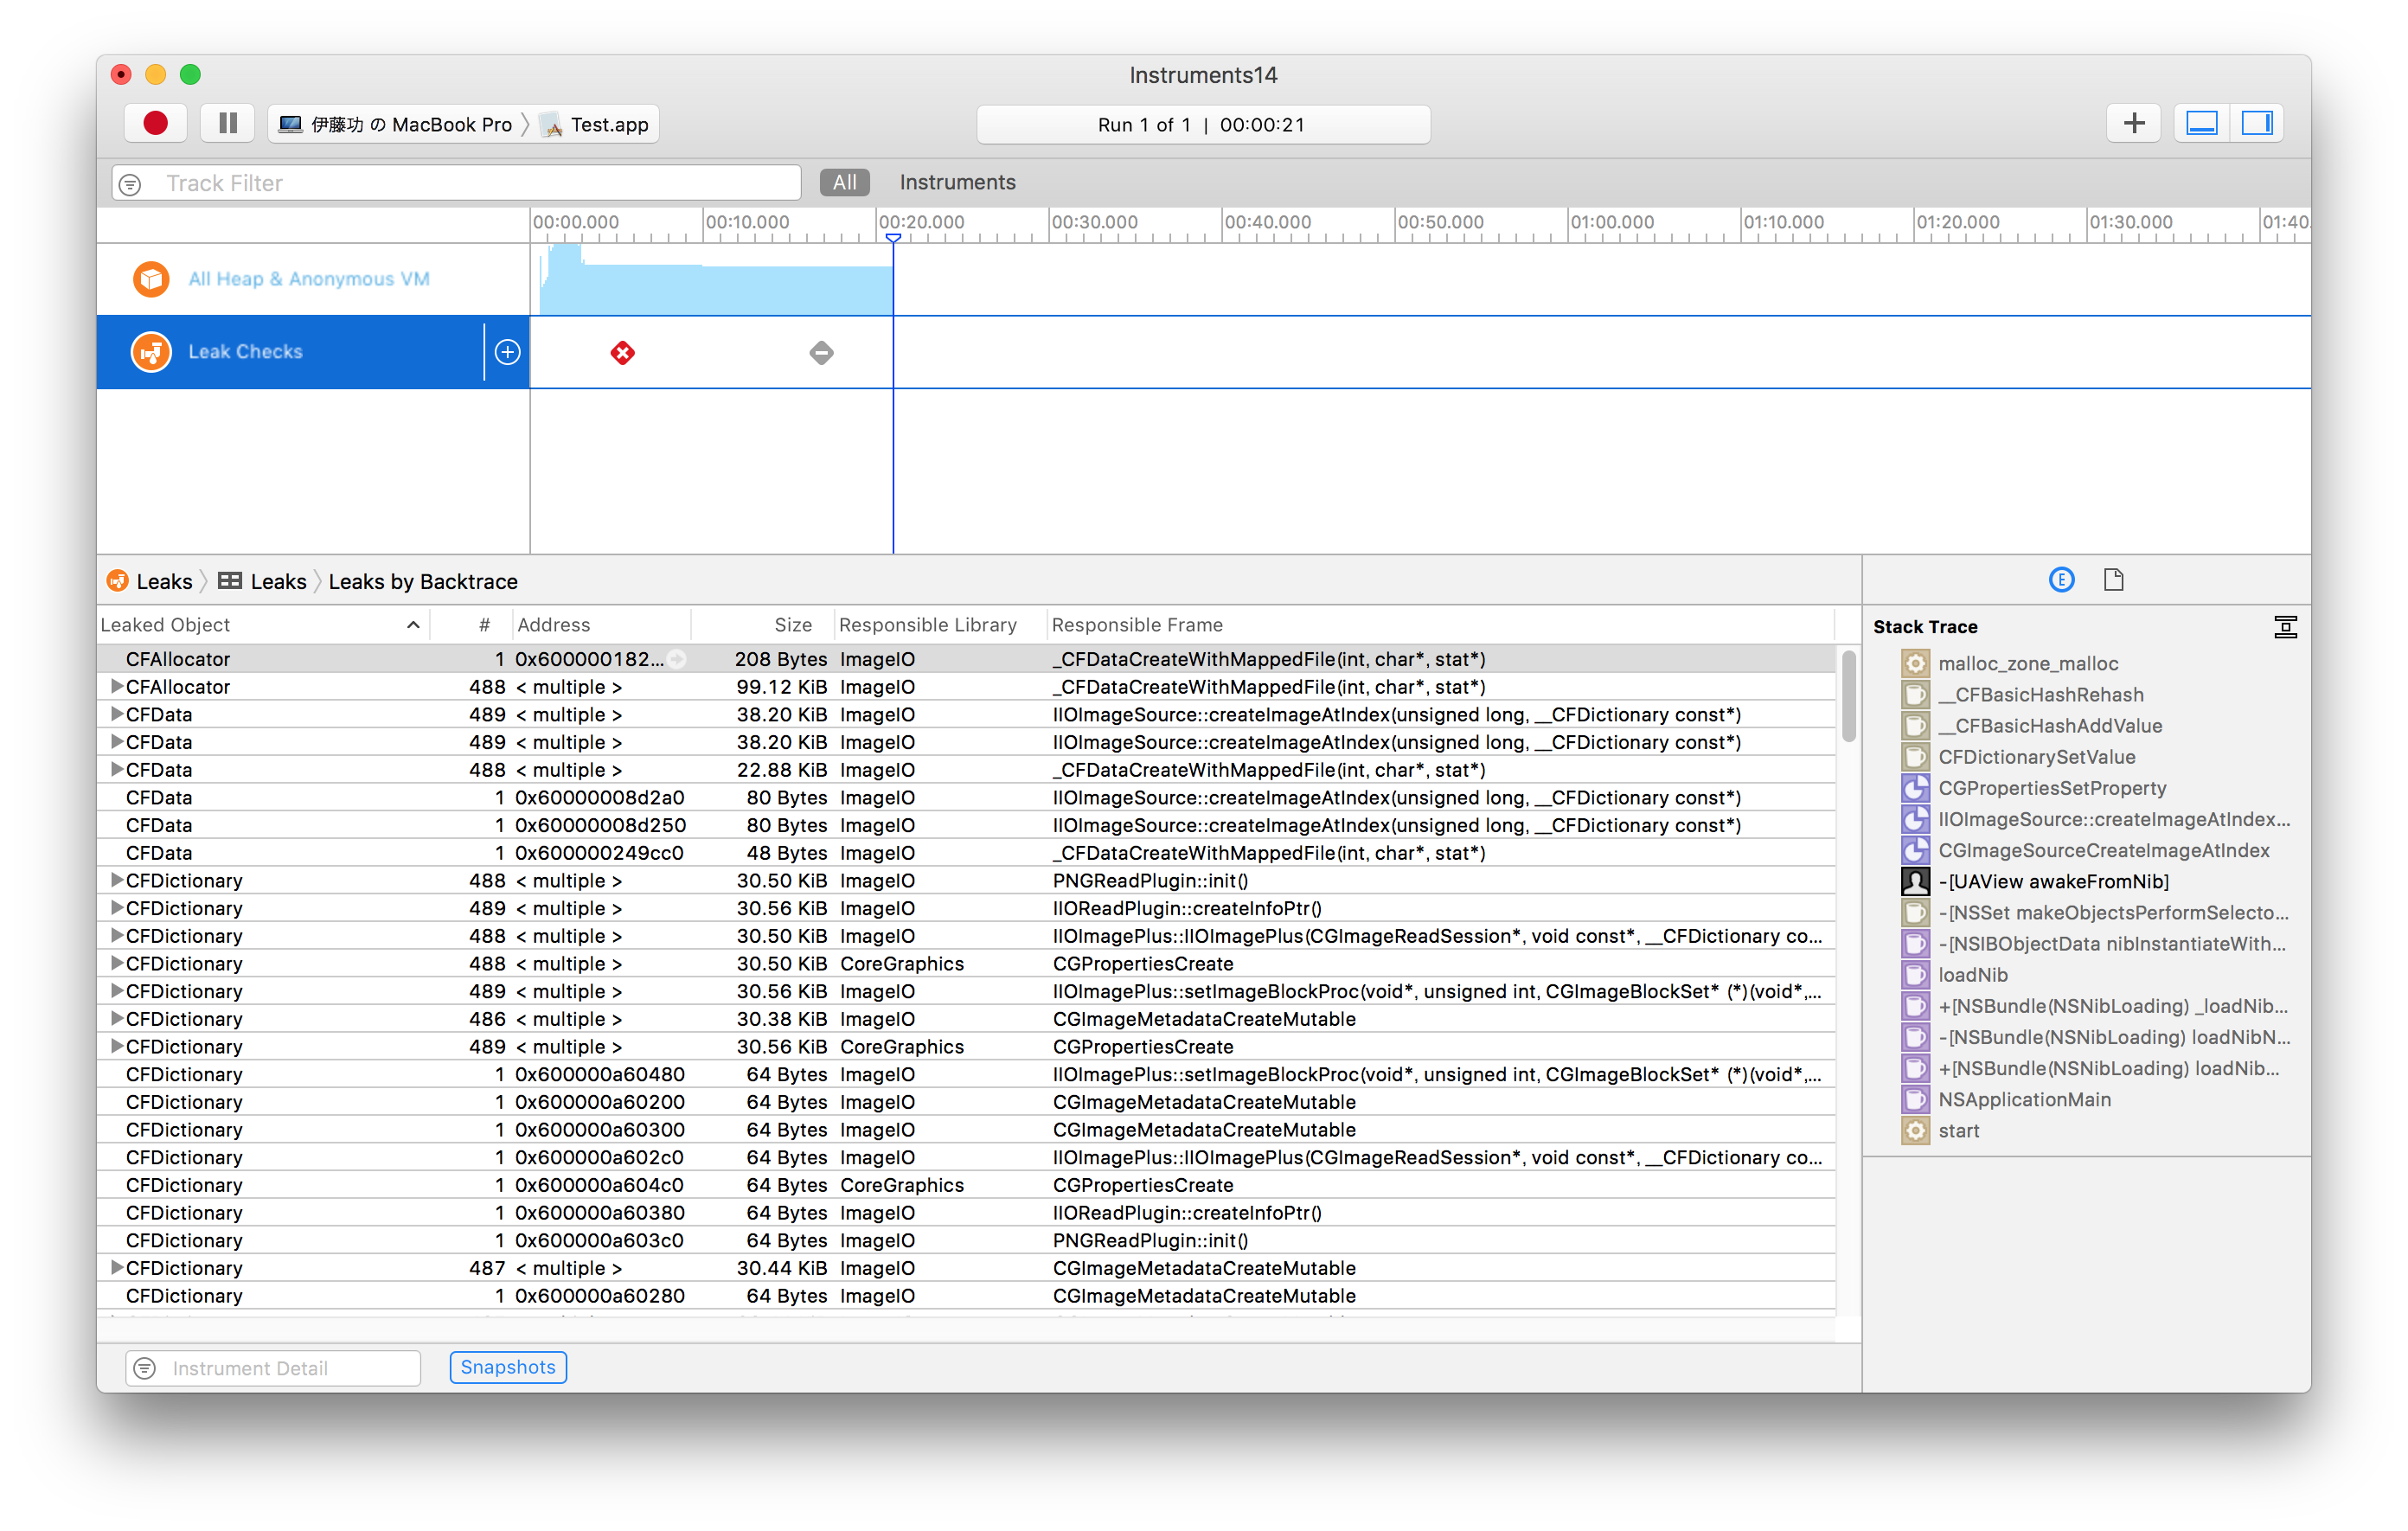 Instruments14
伊藤功 の MacBook Pro Test.app
Run 1 of 1 | 00:00:21
Track Filter All Instruments
00:00.000 00:10.000 00:20.000 00:30.000 00:40.000 00:50.000 01:00.000 01:10.000 01:20.000 01:30.000 01:40.
All Heap & Anonymous VM
Leak Checks
Leaks Leaks Leaks by Backtrace
Leaked Object # Address Size Responsible Library Responsible Frame
CFAllocator 1 0x600000182... 208 Bytes ImageIO _CFDataCreateWithMappedFile(int, char*, stat*)
CFAllocator 488 < multiple > 99.12 KiB ImageIO _CFDataCreateWithMappedFile(int, char*, stat*)
CFData 489 < multiple > 38.20 KiB ImageIO IIOImageSource::createImageAtIndex(unsigned long, __CFDictionary const*)
CFData 489 < multiple > 38.20 KiB ImageIO IIOImageSource::createImageAtIndex(unsigned long, __CFDictionary const*)
CFData 488 < multiple > 22.88 KiB ImageIO _CFDataCreateWithMappedFile(int, char*, stat*)
CFData 1 0x60000008d2a0 80 Bytes ImageIO IIOImageSource::createImageAtIndex(unsigned long, __CFDictionary const*)
CFData 1 0x60000008d250 80 Bytes ImageIO IIOImageSource::createImageAtIndex(unsigned long, __CFDictionary const*)
CFData 1 0x600000249cc0 48 Bytes ImageIO _CFDataCreateWithMappedFile(int, char*, stat*)
CFDictionary 488 < multiple > 30.50 KiB ImageIO PNGReadPlugin::init()
CFDictionary 489 < multiple > 30.56 KiB ImageIO IIOReadPlugin::createInfoPtr()
CFDictionary 488 < multiple > 30.50 KiB ImageIO IIOImagePlus::IIOImagePlus(CGImageReadSession*, void const*, __CFDictionary co...
CFDictionary 488 < multiple > 30.50 KiB CoreGraphics CGPropertiesCreate
CFDictionary 489 < multiple > 30.56 KiB ImageIO IIOImagePlus::setImageBlockProc(void*, unsigned int, CGImageBlockSet* (*)(void*,...
CFDictionary 486 < multiple > 30.38 KiB ImageIO CGImageMetadataCreateMutable
CFDictionary 489 < multiple > 30.56 KiB CoreGraphics CGPropertiesCreate
CFDictionary 1 0x600000a60480 64 Bytes ImageIO IIOImagePlus::setImageBlockProc(void*, unsigned int, CGImageBlockSet* (*)(void*,...
CFDictionary 1 0x600000a60200 64 Bytes ImageIO CGImageMetadataCreateMutable
CFDictionary 1 0x600000a60300 64 Bytes ImageIO CGImageMetadataCreateMutable
CFDictionary 1 0x600000a602c0 64 Bytes ImageIO IIOImagePlus::IIOImagePlus(CGImageReadSession*, void const*, __CFDictionary co...
CFDictionary 1 0x600000a604c0 64 Bytes CoreGraphics CGPropertiesCreate
CFDictionary 1 0x600000a60380 64 Bytes ImageIO IIOReadPlugin::createInfoPtr()
CFDictionary 1 0x600000a603c0 64 Bytes ImageIO PNGReadPlugin::init()
CFDictionary 487 < multiple > 30.44 KiB ImageIO CGImageMetadataCreateMutable
CFDictionary 1 0x600000a60280 64 Bytes ImageIO CGImageMetadataCreateMutable
Instrument Detail Snapshots
E
Stack Trace
malloc_zone_malloc
__CFBasicHashRehash
__CFBasicHashAddValue
CFDictionarySetValue
CGPropertiesSetProperty
IIOImageSource::createImageAtIndex...
CGImageSourceCreateImageAtIndex
-[UAView awakeFromNib]
-[NSSet makeObjectsPerformSelecto...
-[NSIBObjectData nibInstantiateWith...
loadNib
+[NSBundle(NSNibLoading) _loadNib...
-[NSBundle(NSNibLoading) loadNibN...
+[NSBundle(NSNibLoading) loadNib...
NSApplicationMain
start